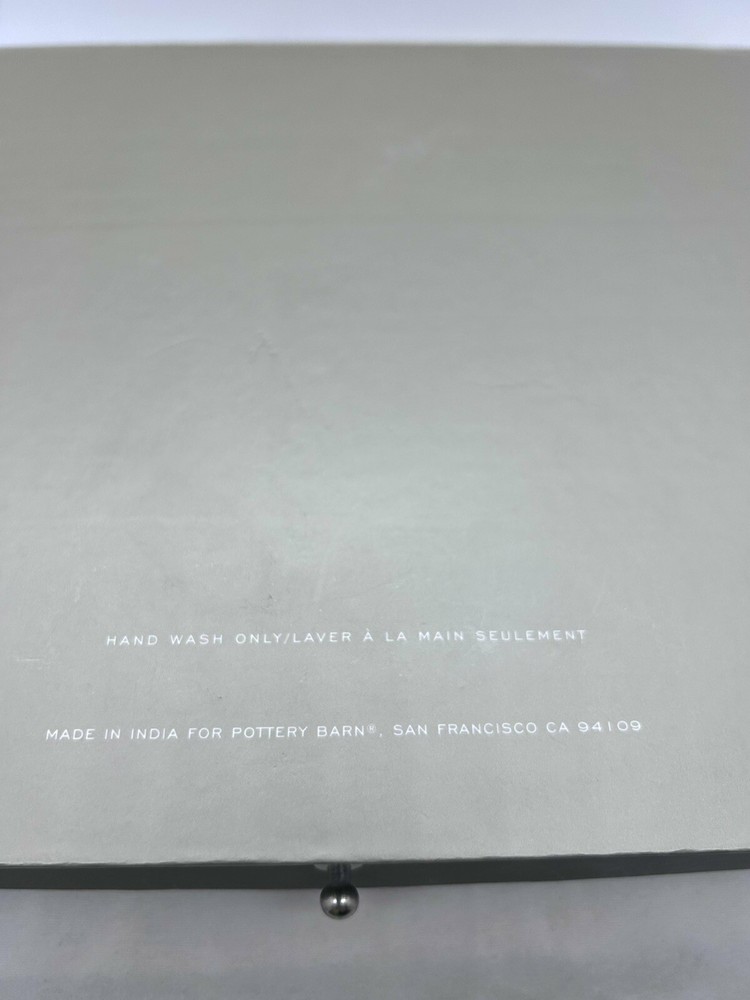 HAND WASH ONLY/LAVER À LA MAIN SEULEMENT
MADE IN INDIA FOR POTTERY BARN®, SAN FRANCISCO CA 94109